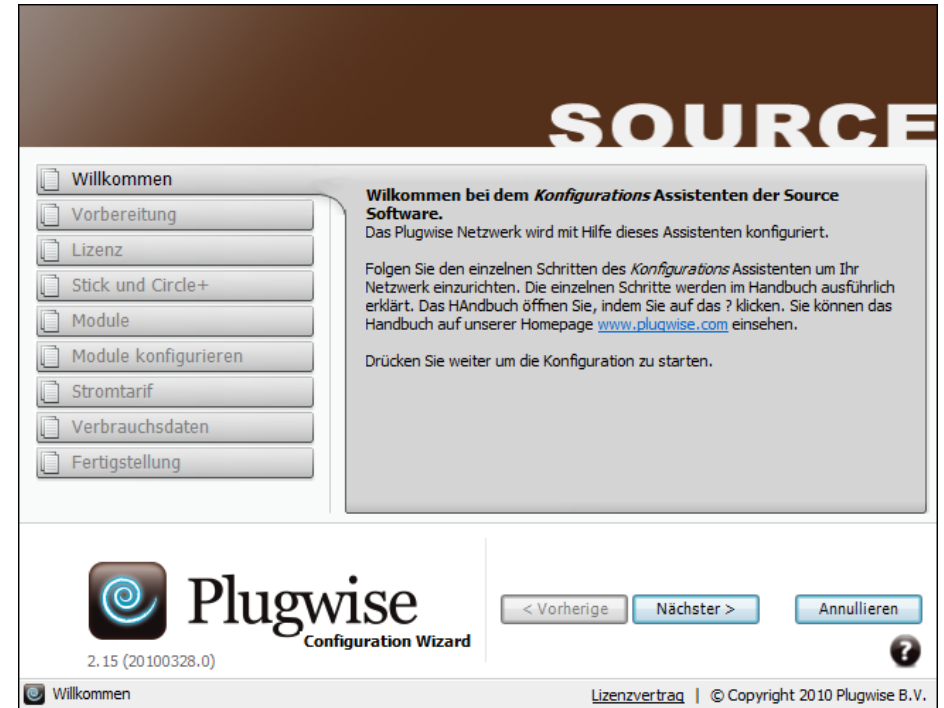 SOURCE
Willkommen
Vorbereitung
Lizenz
Stick und Circle+
Module
Module konfigurieren
Stromtarif
Verbrauchsdaten
Fertigstellung
Wilkommen bei dem Konfigurations Assistenten der Source
Software.
Das Plugwise Netzwerk wird mit Hilfe dieses Assistenten konfiguriert.
Folgen Sie den einzelnen Schritten des Konfigurations Assistenten um Ihr
Netzwerk einzurichten. Die einzelnen Schritte werden im Handbuch ausführlich
erklärt. Das HAndbuch öffnen Sie, indem Sie auf das ? klicken. Sie können das
Handbuch auf unserer Homepage www.plugwise.com einsehen.
Drücken Sie weiter um die Konfiguration zu starten.
Plugwise
Configuration Wizard
2.15 (20100328.0)
< Vorherige
Nächster >
Annullieren
?
Willkommen
Lizenzvertrag | © Copyright 2010 Plugwise B.V.